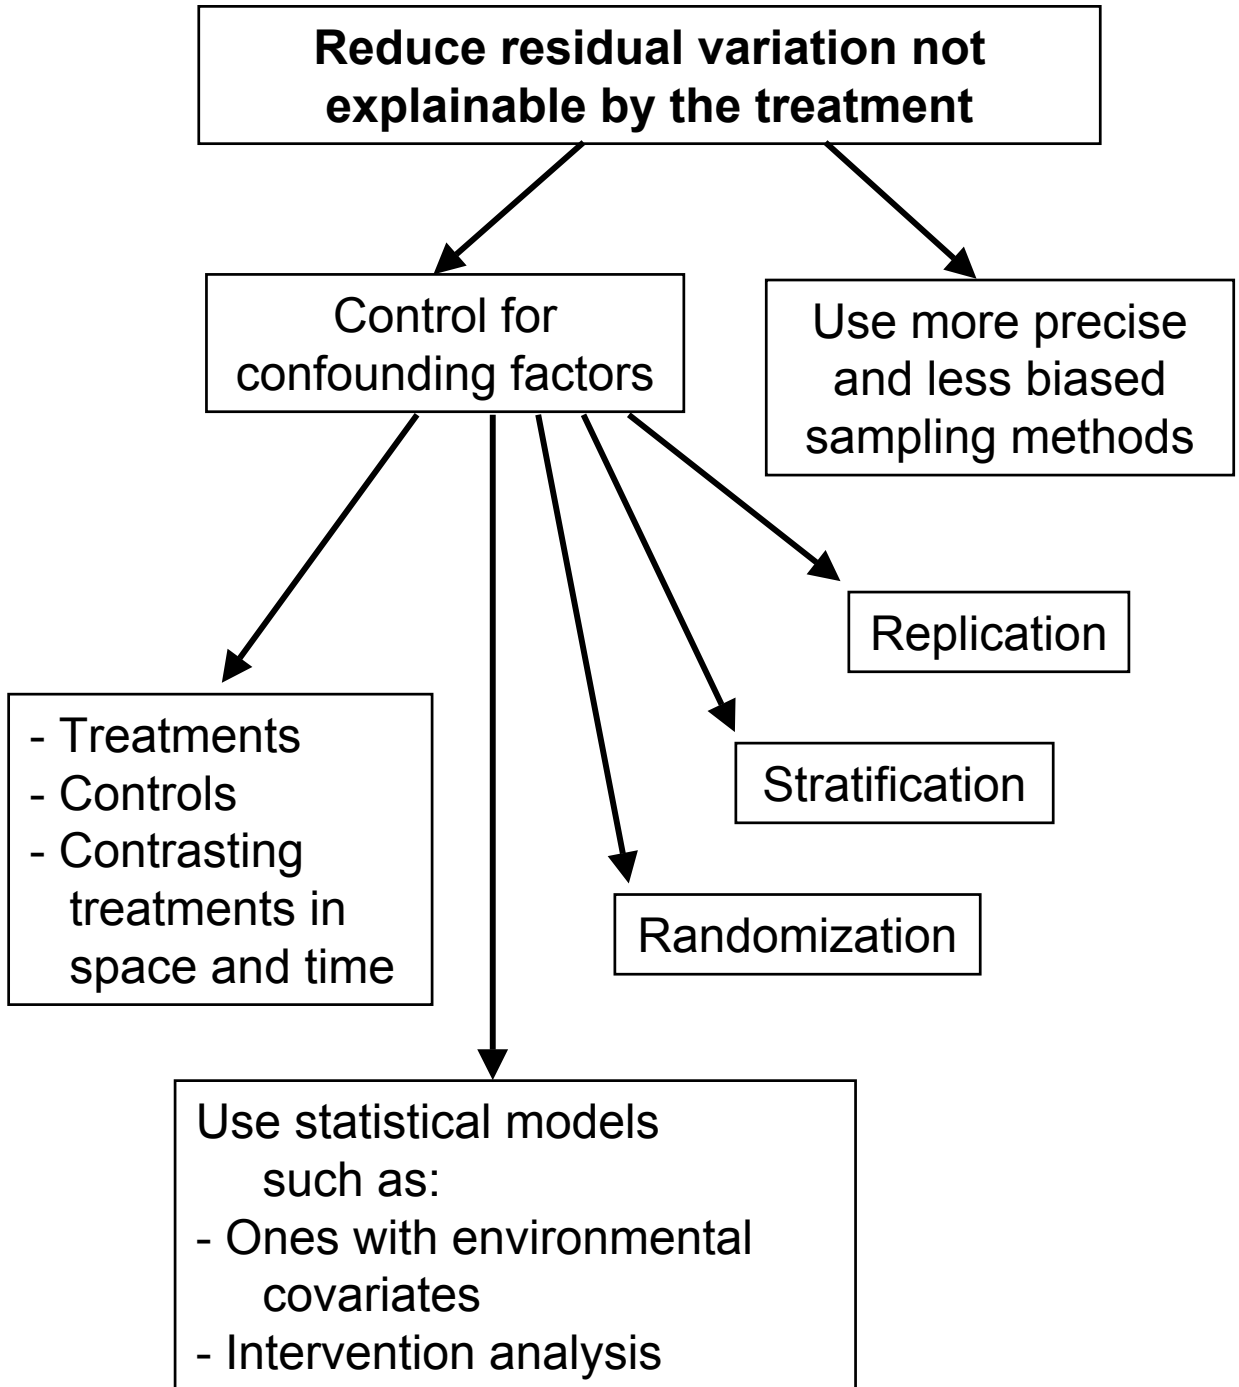 Reduce residual variation not
explainable by the treatment
Control for
confounding factors
Use more precise
and less biased
sampling methods
Replication
- Treatments
- Controls
- Contrasting
treatments in
space and time
Stratification
Randomization
Use statistical models
such as:
- Ones with environmental
covariates
- Intervention analysis